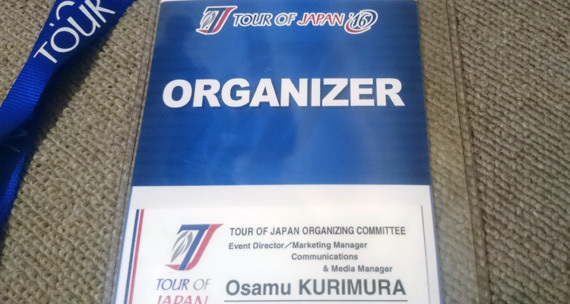 TOUR
TOUR OF JAPAN '16
ORGANIZER
TOUR OF JAPAN ORGANIZING COMMITTEE
Event Director／Marketing Manager
Communications
& Media Manager
TOUR OF
JAPAN
Osamu KURIMURA